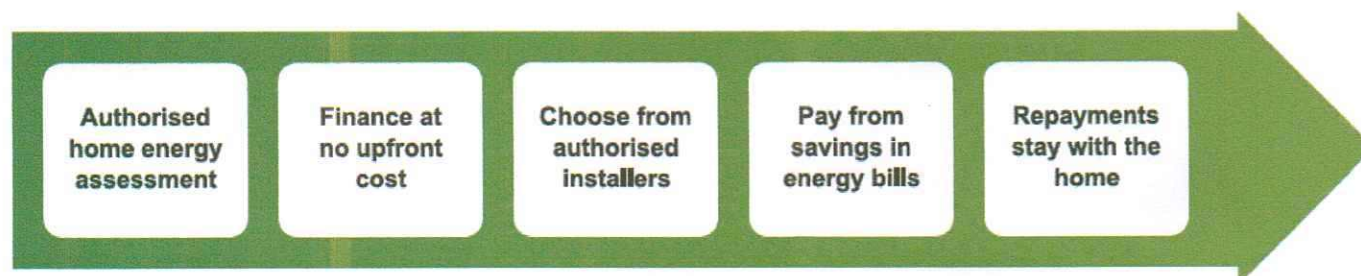 Authorised
home energy
assessment
Finance at
no upfront
cost
Choose from
authorised
installers
Pay from
savings in
energy bills
Repayments
stay with the
home